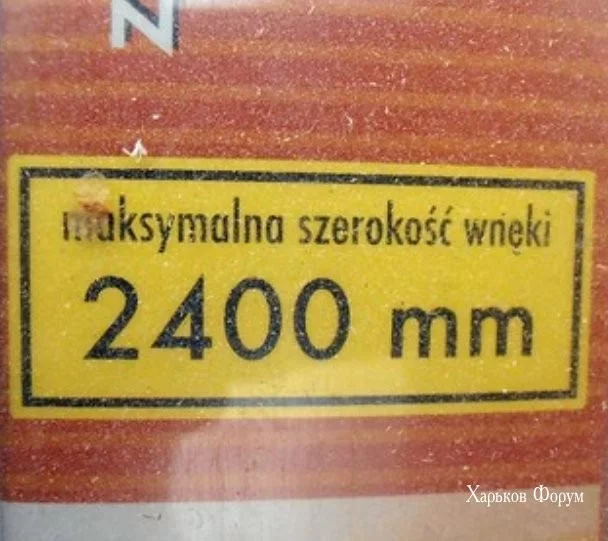 Z
maksymalna szerokość wnęki
2400 mm
Харьков Форум